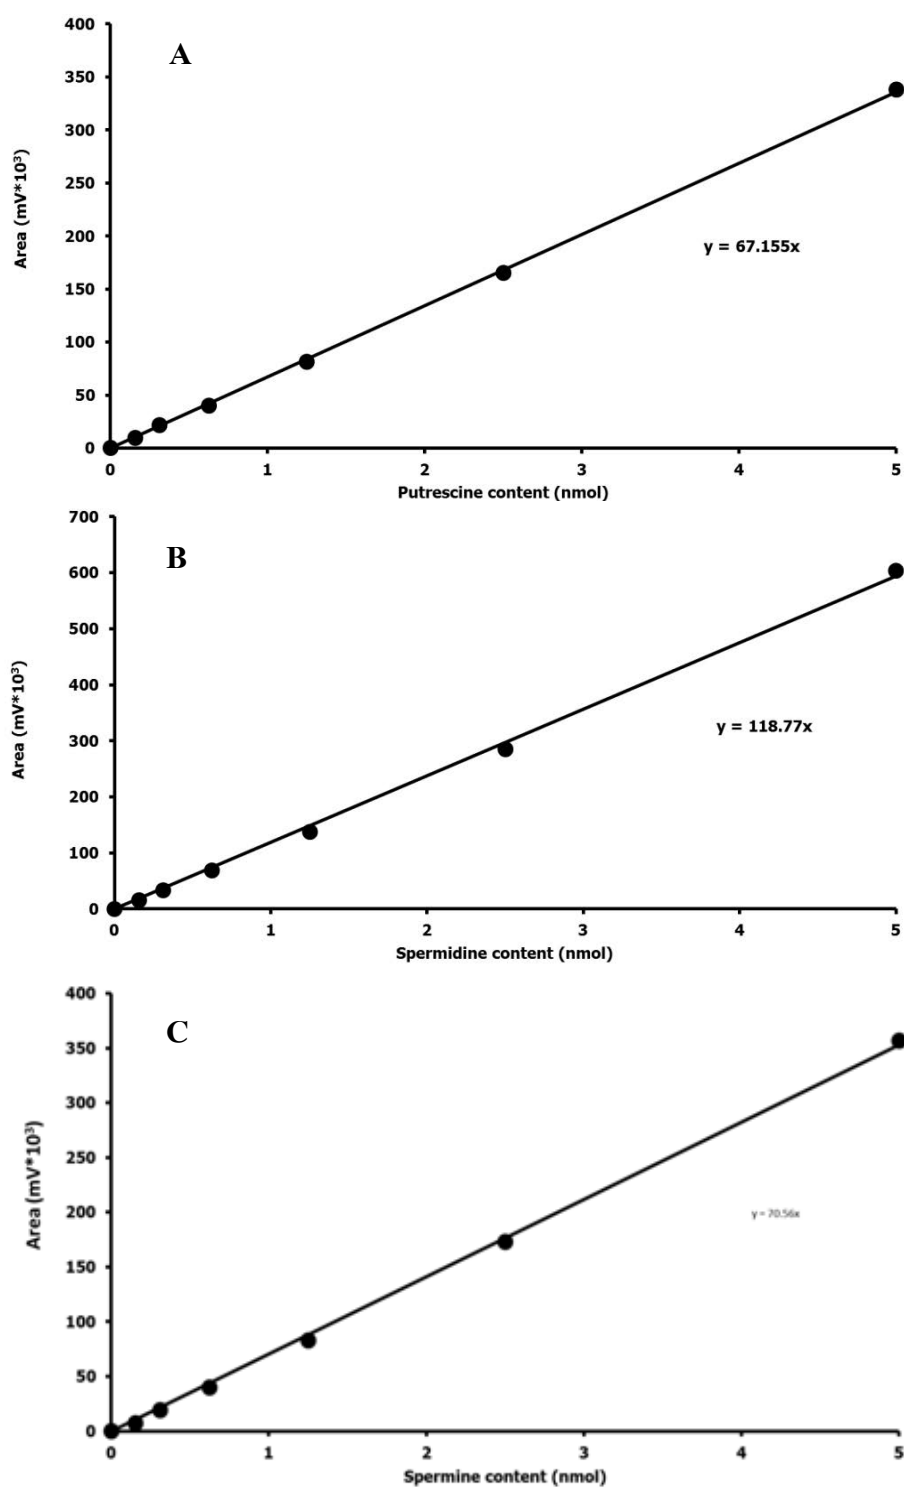 A
400
350
300
250
200
150
100
50
0
Area (mV*10³)
y = 67.155x
0 1 2 3 4 5
Putrescine content (nmol)
B
700
600
500
400
300
200
100
0
Area (mV*10³)
y = 118.77x
0 1 2 3 4 5
Spermidine content (nmol)
C
400
350
300
250
200
150
100
50
0
Area (mV*10³)
y = 70.56x
0 1 2 3 4 5
Spermine content (nmol)